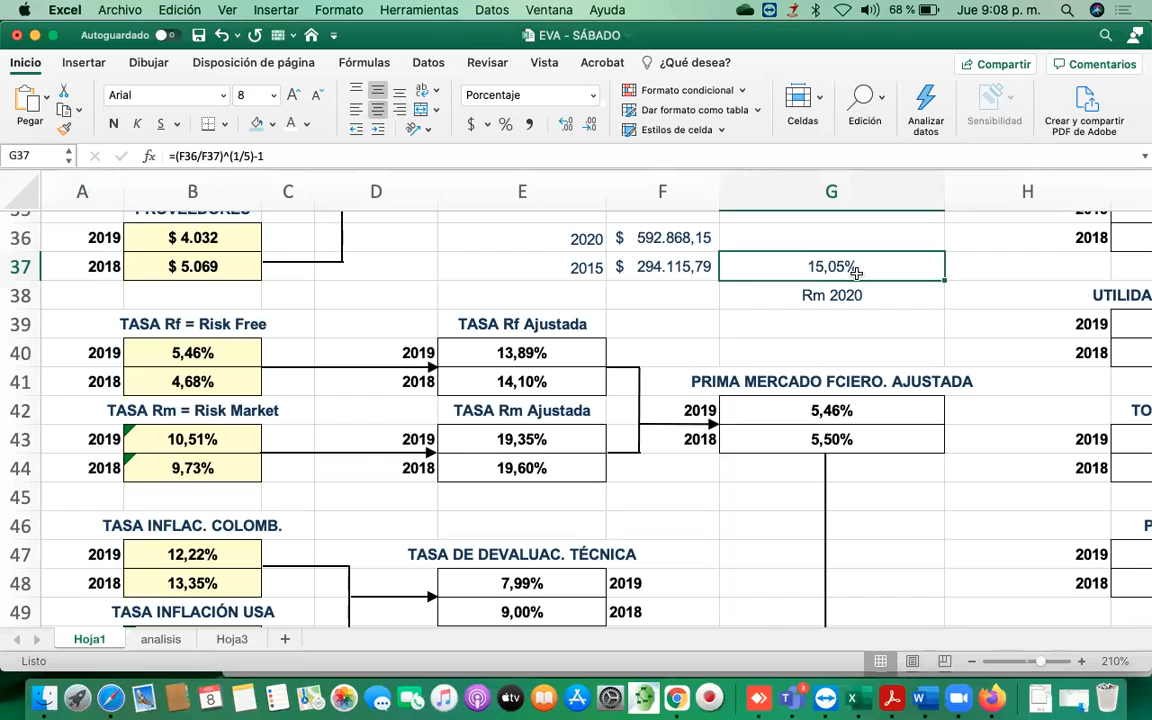 Excel Archivo Edición Ver Insertar Formato Herramientas Datos Ventana Ayuda 68 % Jue 9:08 p. m.
Autoguardado EVA - SÁBADO
Inicio Insertar Dibujar Disposición de página Fórmulas Datos Revisar Vista Acrobat ¿Qué desea? Compartir Comentarios
Arial 8 Porcentaje Formato condicional
Dar formato como tabla
Pegar N K S A $ % Estilos de celda Celdas Edición Analizar datos Sensibilidad Crear y compartir PDF de Adobe
G37 fx =(F36/F37)^(1/5)-1
A B C D E F G H
35 PROVEEDORES 2019
36 2019 $ 4.032 2020 $ 592.868,15 2018
37 2018 $ 5.069 2015 $ 294.115,79 15,05%
38 Rm 2020 UTILIDA
39 TASA Rf = Risk Free TASA Rf Ajustada 2019
40 2019 5,46% 2019 13,89% 2018
41 2018 4,68% 2018 14,10% PRIMA MERCADO FCIERO. AJUSTADA
42 TASA Rm = Risk Market TASA Rm Ajustada 2019 5,46% TO
43 2019 10,51% 2019 19,35% 2018 5,50% 2019
44 2018 9,73% 2018 19,60% 2018
45
46 TASA INFLAC. COLOMB. P
47 2019 12,22% TASA DE DEVALUAC. TÉCNICA 2019
48 2018 13,35% 7,99% 2019 2018
49 TASA INFLACIÓN USA 9,00% 2018
Hoja1 analisis Hoja3
Listo 210%